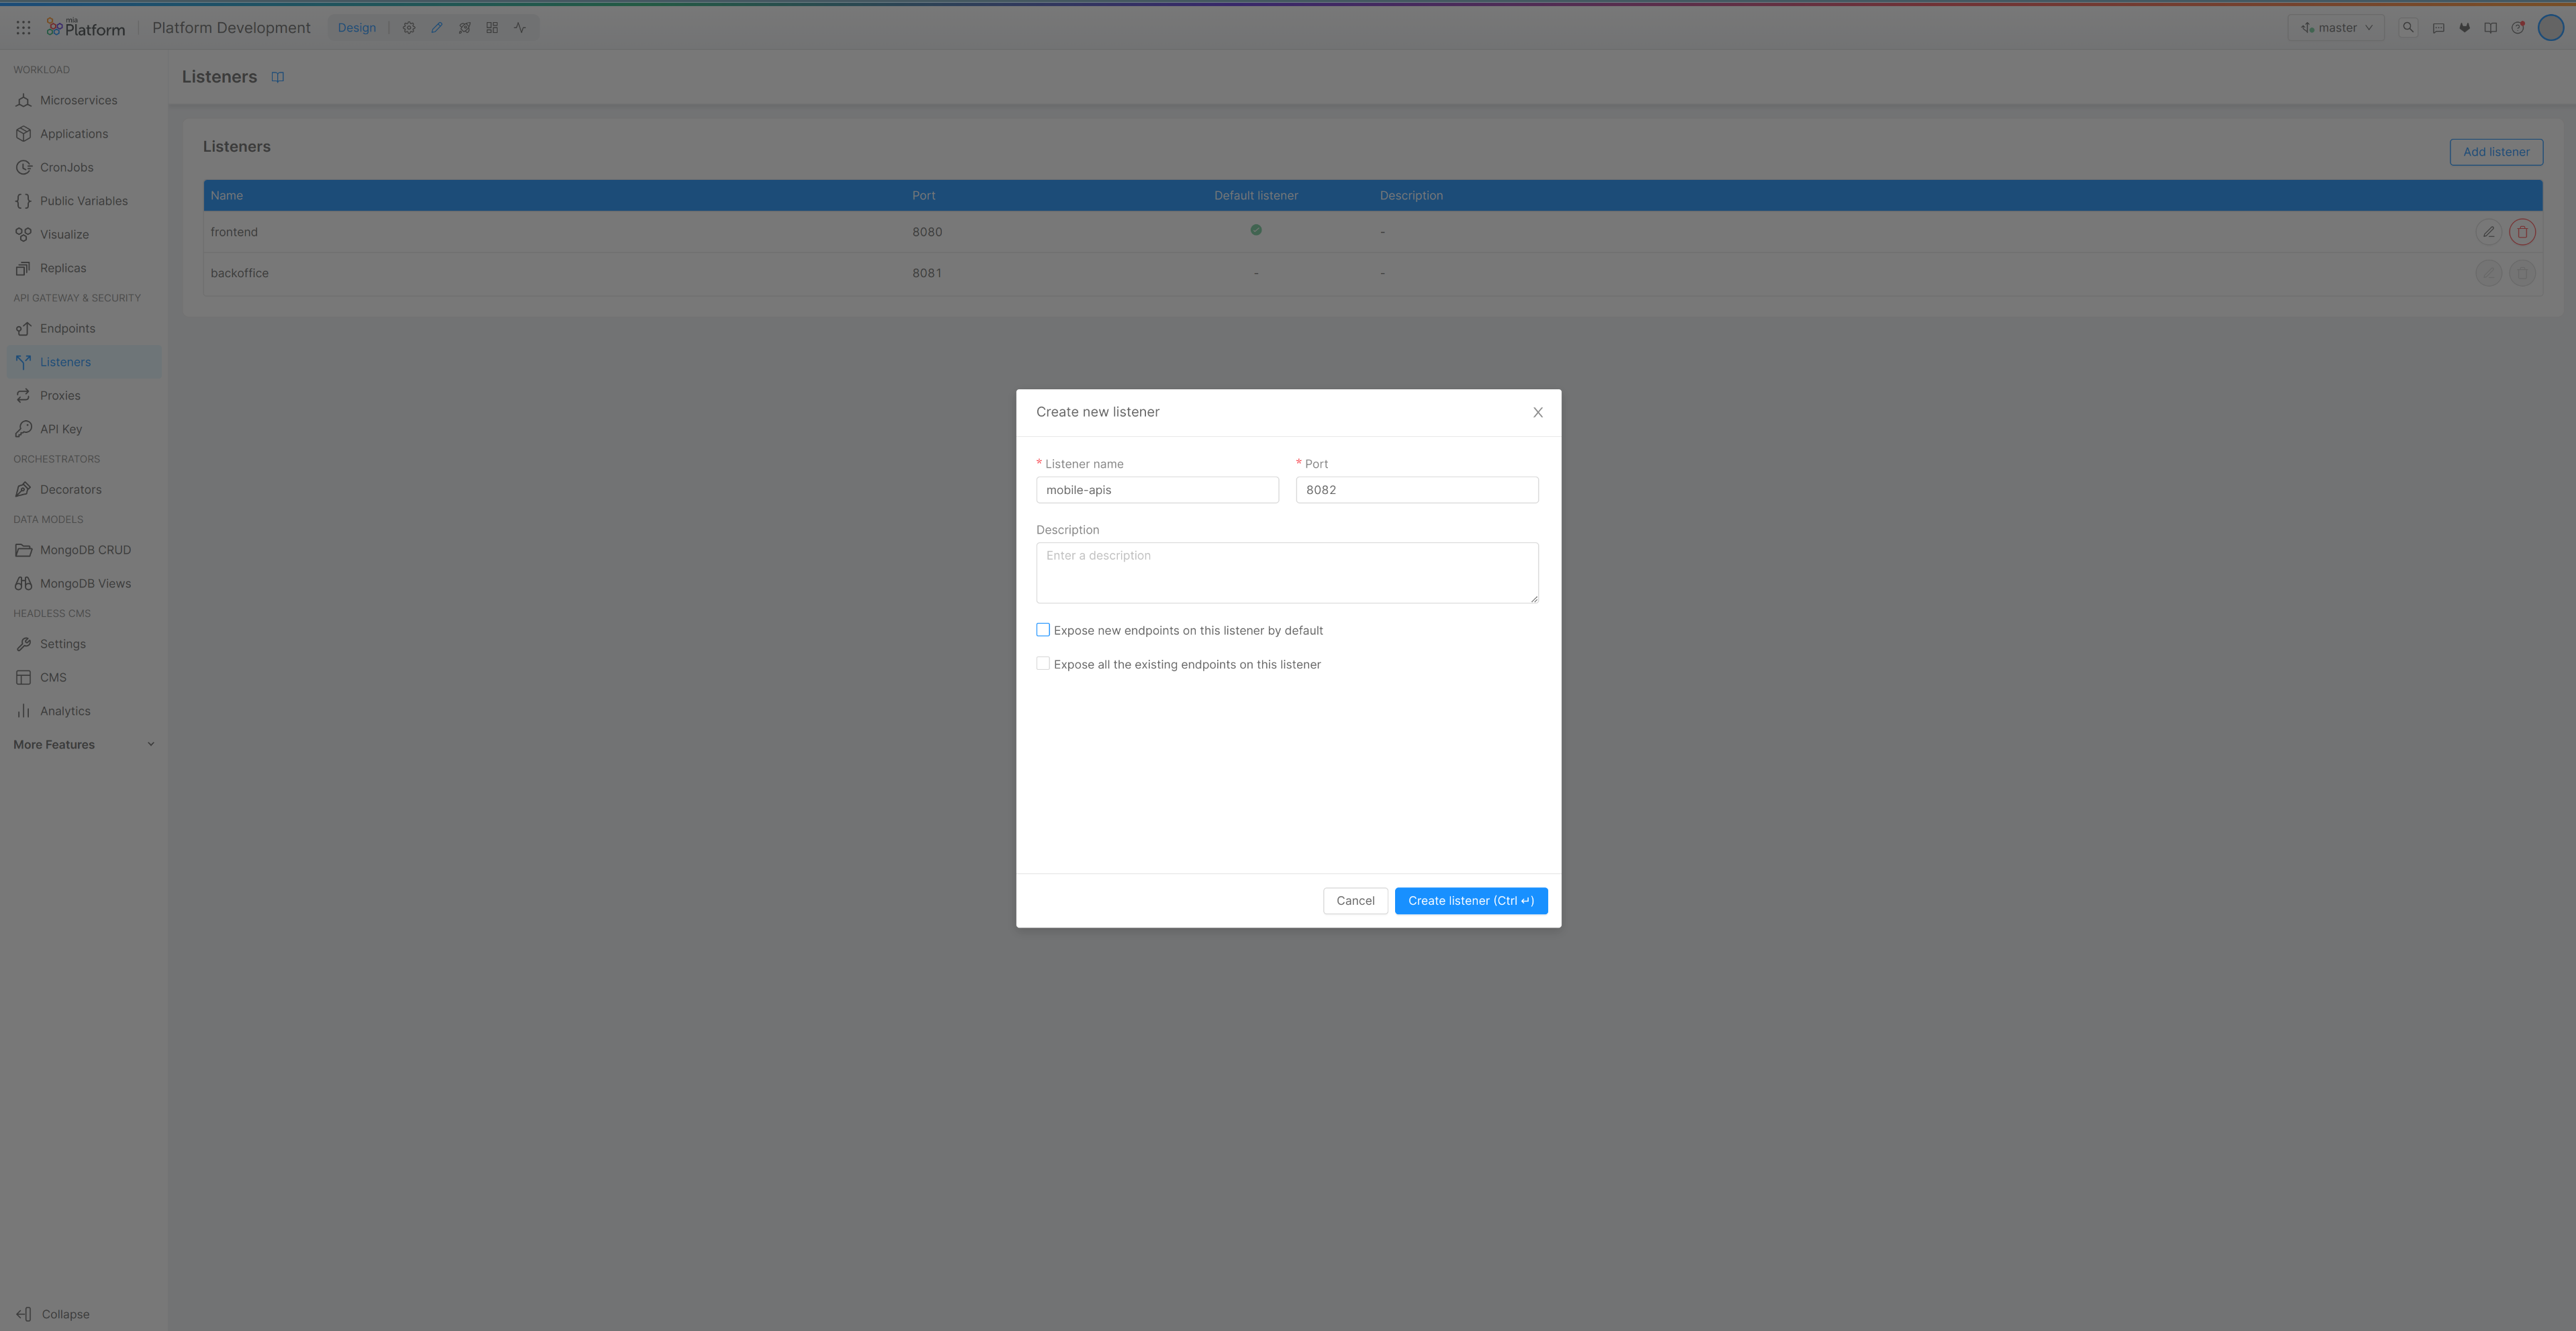 mia
Platform
Platform Development
Design
master
WORKLOAD
Microservices
Applications
CronJobs
Public Variables
Visualize
Replicas
API GATEWAY & SECURITY
Endpoints
Listeners
Proxies
API Key
ORCHESTRATORS
Decorators
DATA MODELS
MongoDB CRUD
MongoDB Views
HEADLESS CMS
Settings
CMS
Analytics
More Features
Collapse
Listeners
Listeners
Add listener
Name Port Default listener Description
frontend 8080 -
backoffice 8081 - -
Create new listener
* Listener name * Port
mobile-apis 8082
Description
Enter a description
Expose new endpoints on this listener by default
Expose all the existing endpoints on this listener
Cancel Create listener (Ctrl ↵)